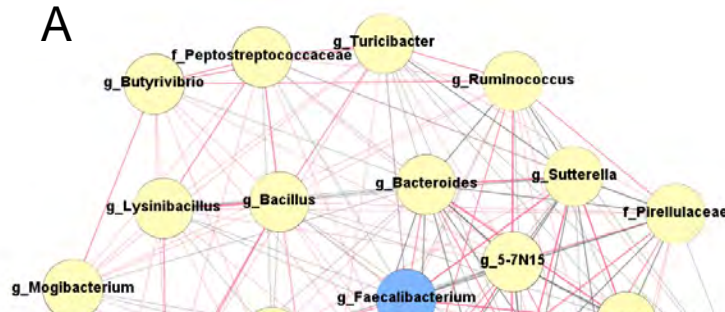 A
g_Turicibacter
f_Peptostreptococcaceae
g_Butyrivibrio
g_Ruminococcus
g_Sutterella
g_Bacteroides
g_Lysinibacillus
g_Bacillus
f_Pirellulaceae
g_5-7N15
g_Mogibacterium
g_Faecalibacterium